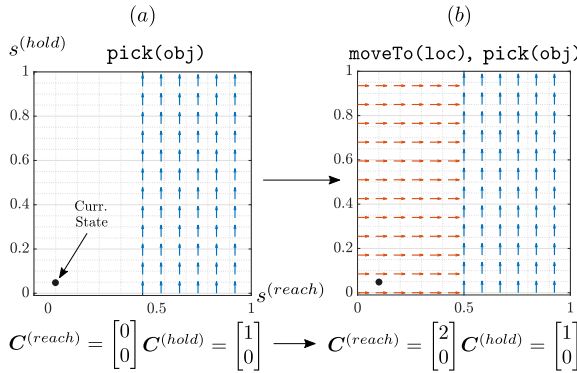 (a)
(b)
s^(hold)
pick(obj)
moveTo(loc), pick(obj)
1
0.8
0.6
0.4
0.2
0
Curr.
State
0 0.5 1
s^(reach)
1
0.8
0.6
0.4
0.2
0
0 0.5 1
C^(reach) = [0 0] C^(hold) = [1 0]
C^(reach) = [2 0] C^(hold) = [1 0]